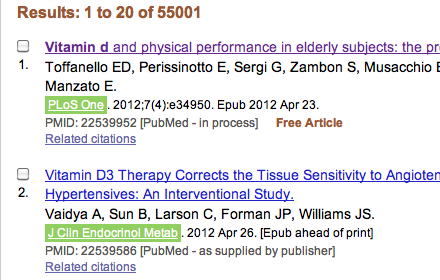 Results: 1 to 20 of 55001
Vitamin d and physical performance in elderly subjects: the pr
1. Toffanello ED, Perissinotto E, Sergi G, Zambon S, Musacchio E
Manzato E.
PLoS One. 2012;7(4):e34950. Epub 2012 Apr 23.
PMID: 22539952 [PubMed - in process] Free Article
Related citations
Vitamin D3 Therapy Corrects the Tissue Sensitivity to Angioten
2. Hypertensives: An Interventional Study.
Vaidya A, Sun B, Larson C, Forman JP, Williams JS.
J Clin Endocrinol Metab. 2012 Apr 26. [Epub ahead of print]
PMID: 22539586 [PubMed - as supplied by publisher]
Related citations